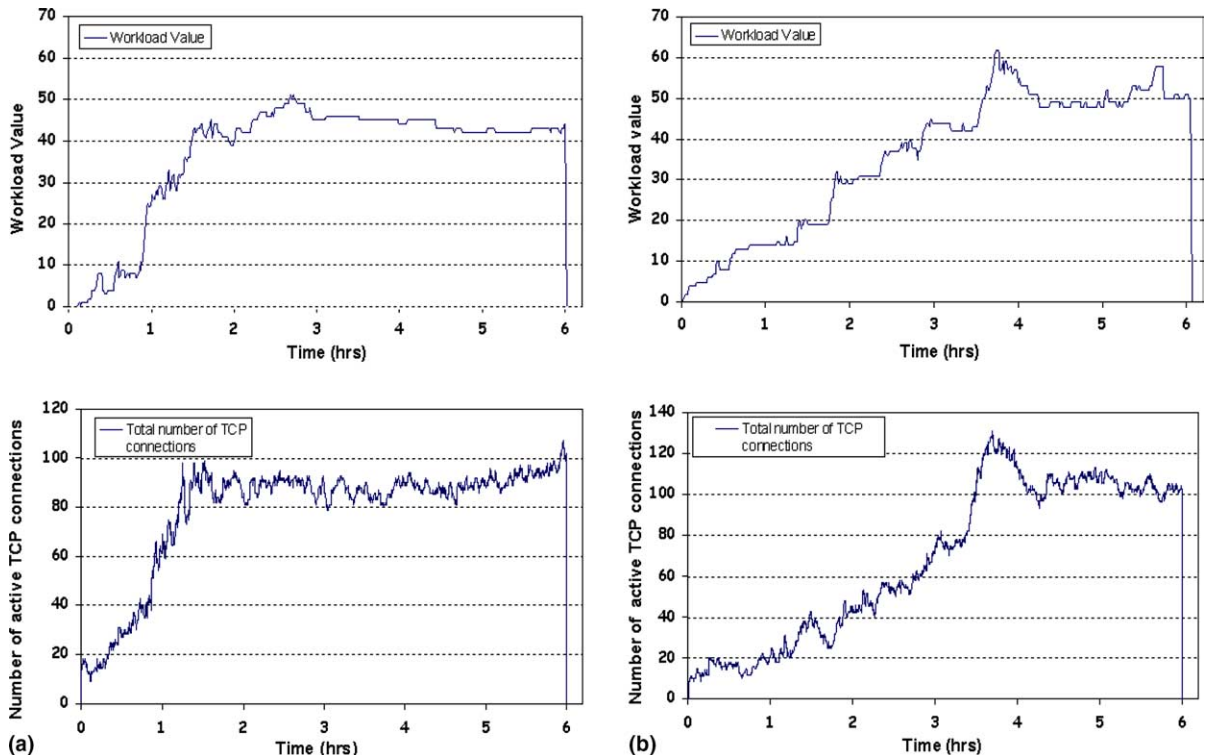 70
60
50
40
30
20
10
0
Workload Value
Workload Value
0 1 2 3 4 5 6
Time (hrs)
70
60
50
40
30
20
10
0
Workload Value
Workload value
0 1 2 3 4 5 6
Time (hrs)
120
100
80
60
40
20
0
Total number of TCP
connections
Number of active TCP connections
0 1 2 3 4 5 6
Time (hrs)
(a)
140
120
100
80
60
40
20
0
Total number of TCP
connections
Number of active TCP connections
0 1 2 3 4 5 6
Time (hrs)
(b)